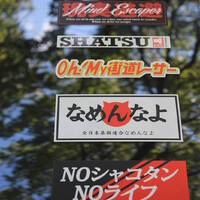 Mind Escaper
SHATSU
Oh! My 街道レーサー
なめんなよ
全日本暴猫連合なめんなよ
NOシャコタン
NOライフ